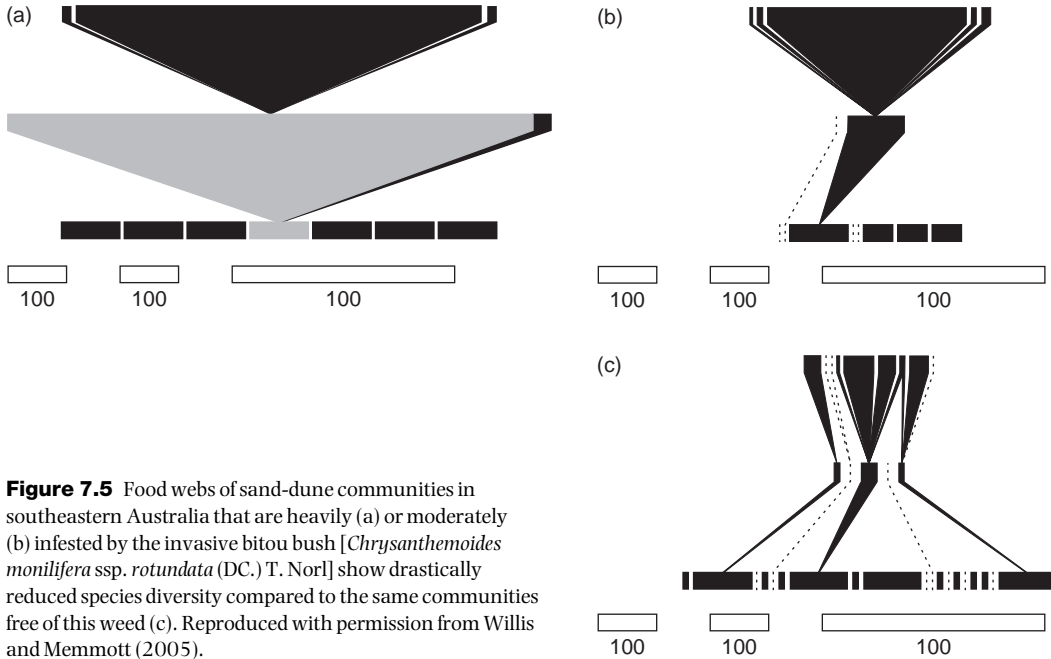 (a)
100 100 100
(b)
100 100 100
(c)
100 100 100
Figure 7.5 Food webs of sand-dune communities in
southeastern Australia that are heavily (a) or moderately
(b) infested by the invasive bitou bush [Chrysanthemoides
monilifera ssp. rotundata (DC.) T. Norl] show drastically
reduced species diversity compared to the same communities
free of this weed (c). Reproduced with permission from Willis
and Memmott (2005).